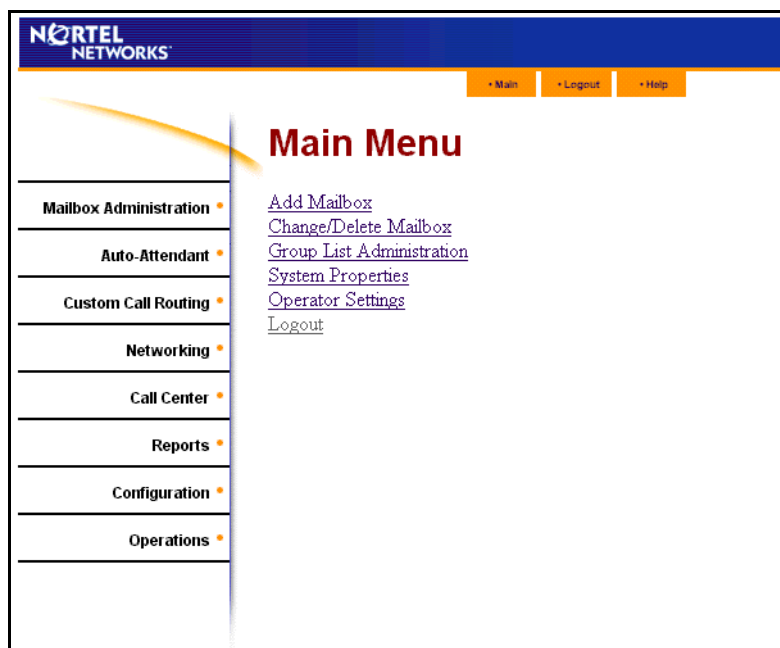 NORTEL
NETWORKS
• Main • Logout • Help
Main Menu
Mailbox Administration •
Auto-Attendant •
Custom Call Routing •
Networking •
Call Center •
Reports •
Configuration •
Operations •
Add Mailbox
Change/Delete Mailbox
Group List Administration
System Properties
Operator Settings
Logout